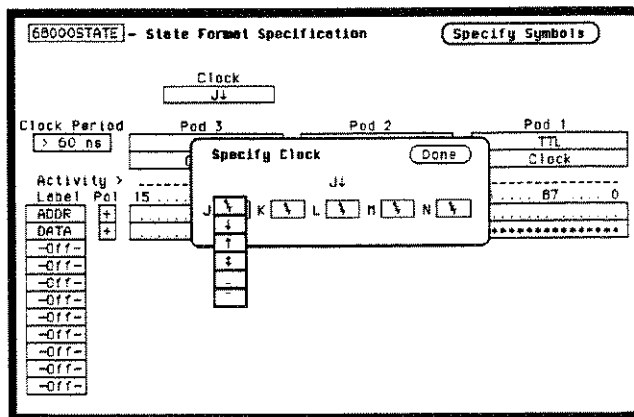 68000STATE - State Format Specification Specify Symbols
Clock
J↓
Clock Period Pod 3 Pod 2 Pod 1
> 60 ns TTL
Clock
Specify Clock Done
J↓
Activity >
Label Pol 15 .... 87 .... 0
J K L M N
ADDR +
DATA + **************
↓
↑
↕
-Off-
-Off-
-Off-
-Off-
-Off-
-Off-
-Off-
-Off-
-Off-